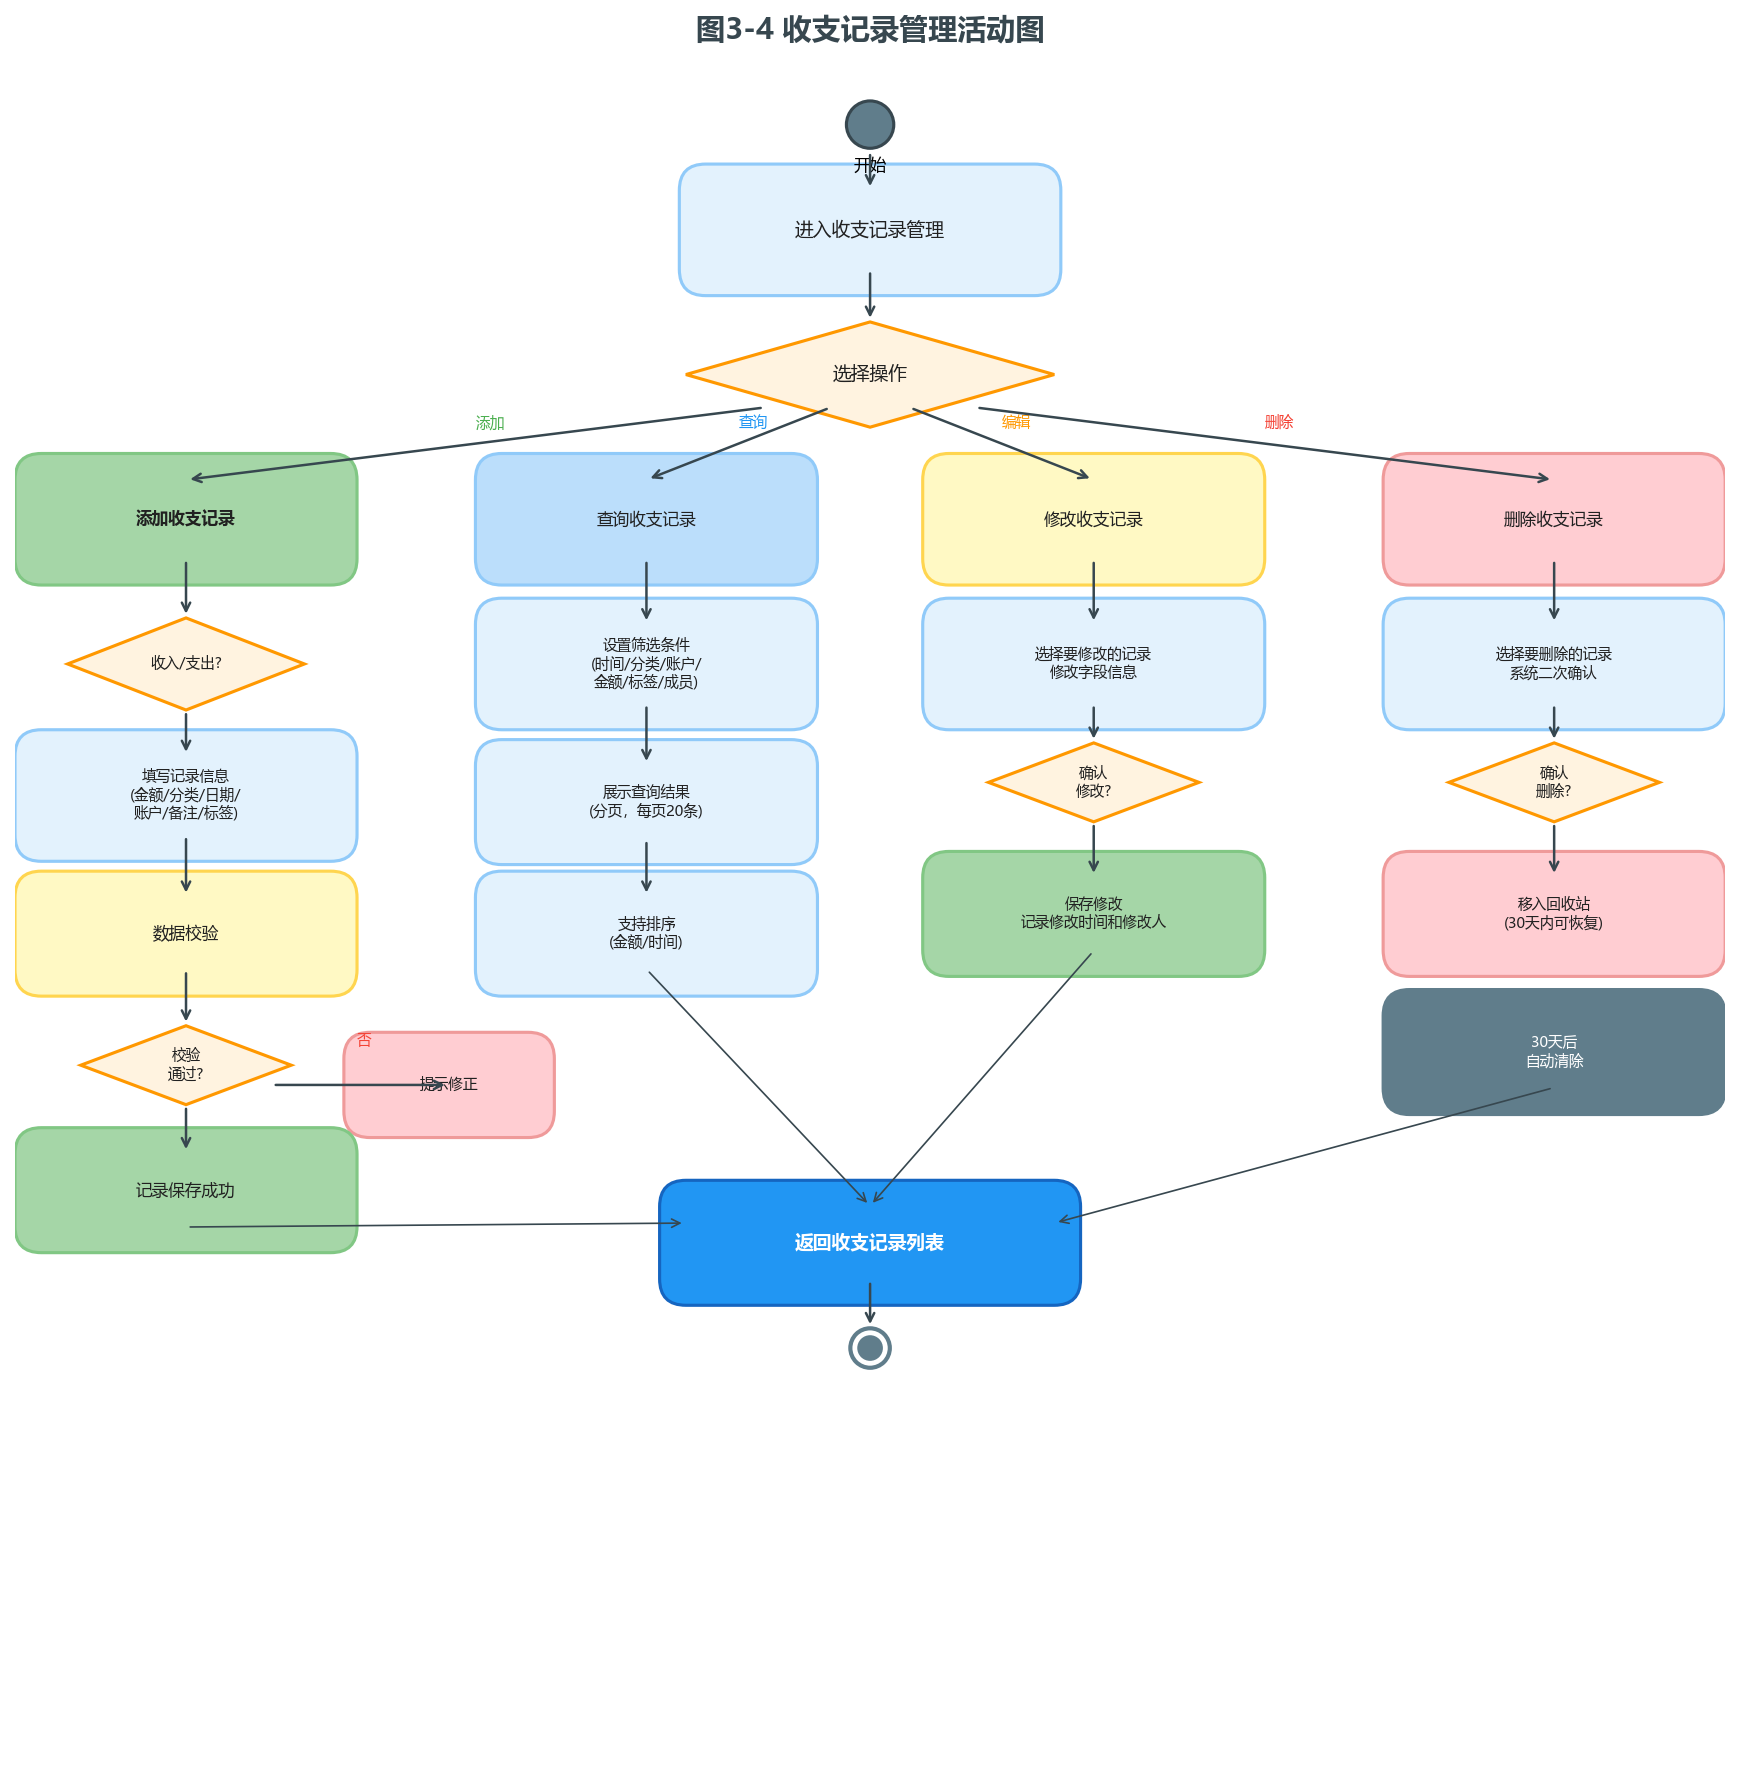 图3-4 收支记录管理活动图
开始
进入收支记录管理
选择操作
添加
查询
编辑
删除
添加收支记录
查询收支记录
修改收支记录
删除收支记录
收入/支出?
设置筛选条件
(时间/分类/账户/
金额/标签/成员)
选择要修改的记录
修改字段信息
选择要删除的记录
系统二次确认
填写记录信息
(金额/分类/日期/
账户/备注/标签)
展示查询结果
(分页，每页20条)
确认
修改?
确认
删除?
数据校验
支持排序
(金额/时间)
保存修改
记录修改时间和修改人
移入回收站
(30天内可恢复)
校验
通过?
否
提示修正
30天后
自动清除
记录保存成功
返回收支记录列表